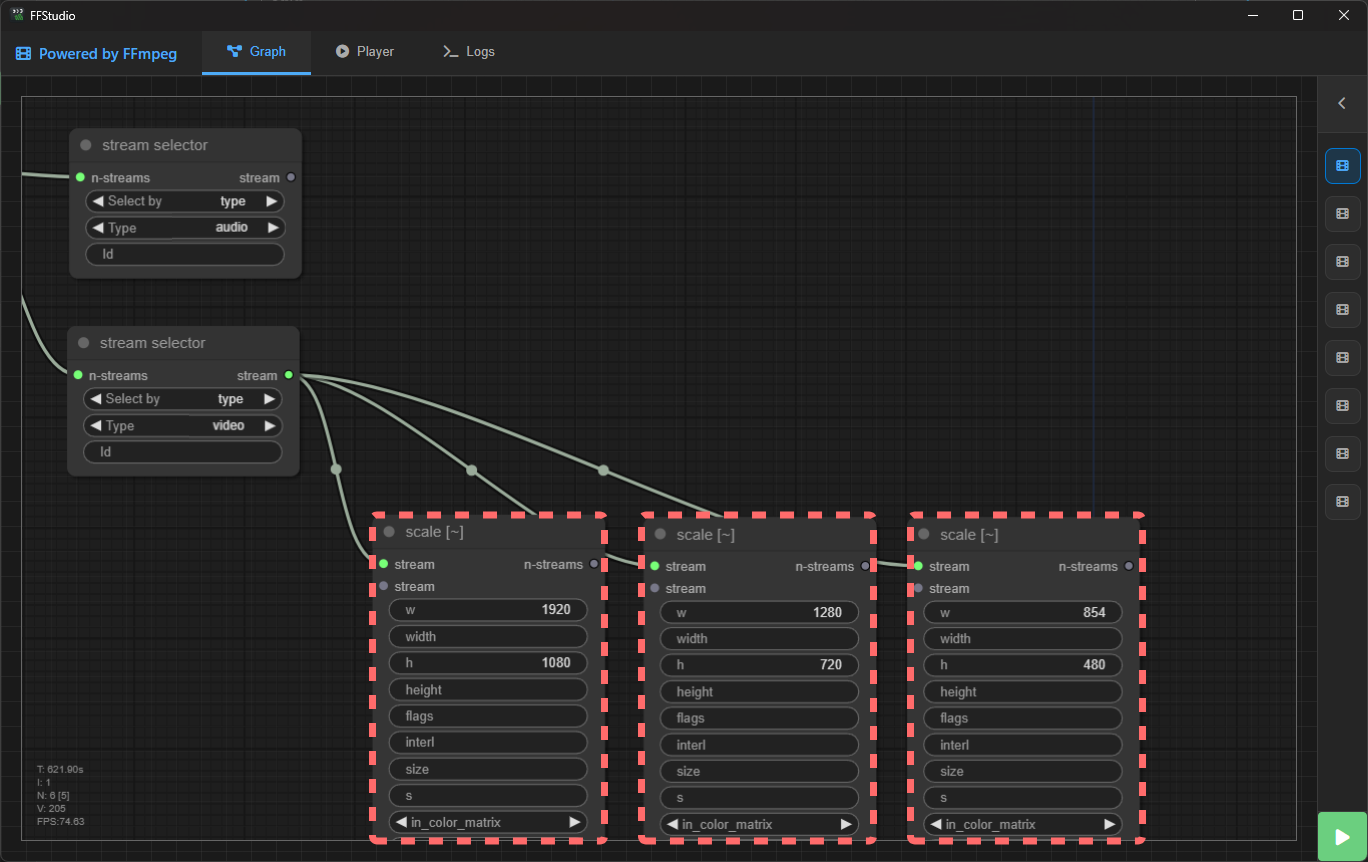 FFStudio
Powered by FFmpeg
Graph
Player
Logs
stream selector
n-streams stream
Select by type
Type audio
Id
stream selector
n-streams stream
Select by type
Type video
Id
scale [~]
stream n-streams
stream
w 1920
width
h 1080
height
flags
interl
size
s
in_color_matrix
scale [~]
stream n-streams
stream
w 1280
width
h 720
height
flags
interl
size
s
in_color_matrix
scale [~]
stream n-streams
stream
w 854
width
h 480
height
flags
interl
size
s
in_color_matrix
T: 621.90s
I: 1
N: 6 [5]
V: 205
FPS:74.63